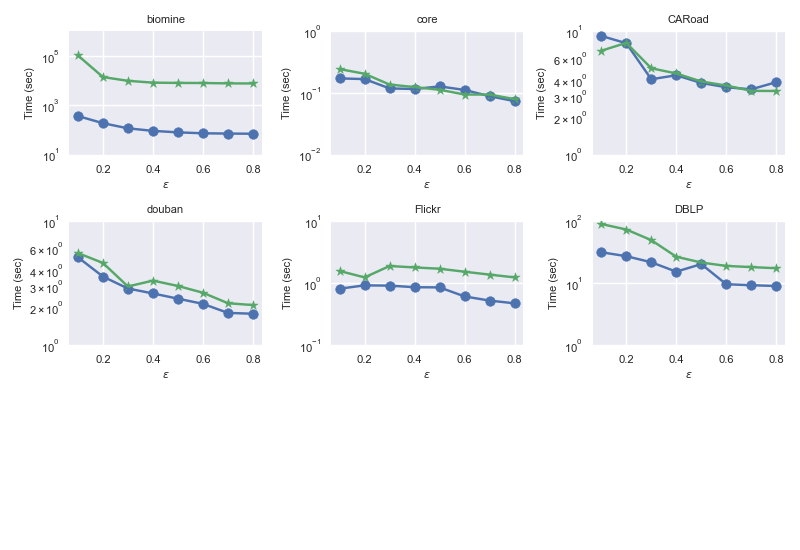 biomine
Time (sec)
10^5
10^3
10^1
0.2 0.4 0.6 0.8
ε
core
Time (sec)
10^0
10^−1
10^−2
0.2 0.4 0.6 0.8
ε
CARoad
Time (sec)
10^1
6 × 10^0
4 × 10^0
3 × 10^0
2 × 10^0
10^0
0.2 0.4 0.6 0.8
ε
douban
Time (sec)
10^1
6 × 10^0
4 × 10^0
3 × 10^0
2 × 10^0
10^0
0.2 0.4 0.6 0.8
ε
Flickr
Time (sec)
10^1
10^0
10^−1
0.2 0.4 0.6 0.8
ε
DBLP
Time (sec)
10^2
10^1
10^0
0.2 0.4 0.6 0.8
ε